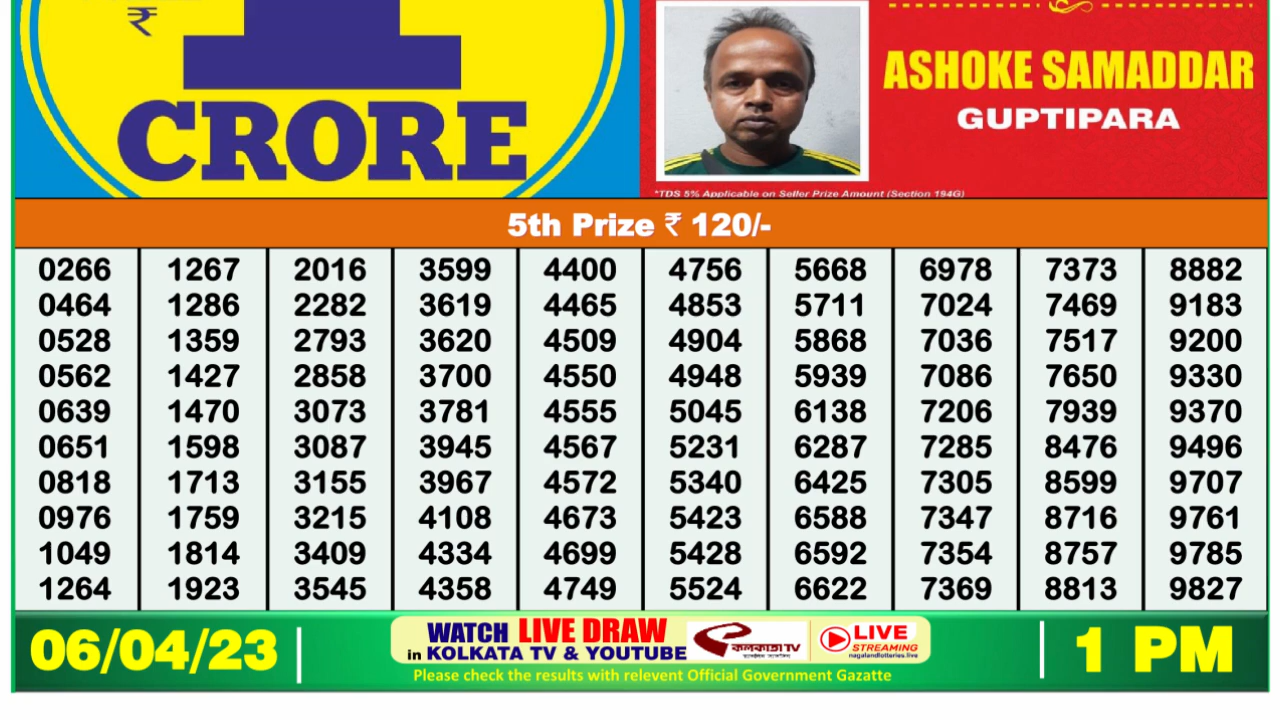 ₹
1
CRORE
ASHOKE SAMADDAR
GUPTIPARA
*TDS 5% Applicable on Seller Prize Amount (Section 194G)
5th Prize ₹ 120/-
0266 1267 2016 3599 4400 4756 5668 6978 7373 8882
0464 1286 2282 3619 4465 4853 5711 7024 7469 9183
0528 1359 2793 3620 4509 4904 5868 7036 7517 9200
0562 1427 2858 3700 4550 4948 5939 7086 7650 9330
0639 1470 3073 3781 4555 5045 6138 7206 7939 9370
0651 1598 3087 3945 4567 5231 6287 7285 8476 9496
0818 1713 3155 3967 4572 5340 6425 7305 8599 9707
0976 1759 3215 4108 4673 5423 6588 7347 8716 9761
1049 1814 3409 4334 4699 5428 6592 7354 8757 9785
1264 1923 3545 4358 4749 5524 6622 7369 8813 9827
06/04/23
WATCH LIVE DRAW
in KOLKATA TV & YOUTUBE
কলকাতা TV
LIVE
STREAMING
nagalandlotteries.live
Please check the results with relevent Official Government Gazatte
1 PM